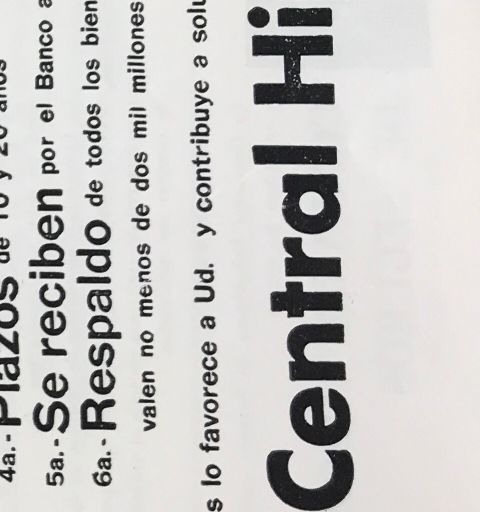 4a.- Plazos de 10 y 20 años
5a.- Se reciben por el Banco a
6a.- Respaldo de todos los bien
valen no menos de dos mil millones
s lo favorece a Ud. y contribuye a solu
Central Hi